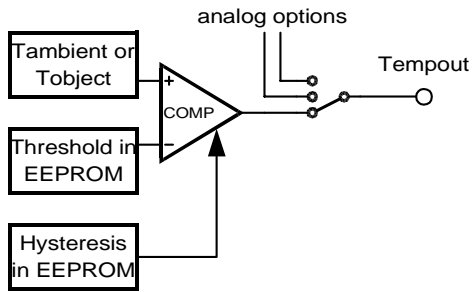 analog options
Tambient or
Tobject
Tempout
+
COMP
−
Threshold in
EEPROM
Hysteresis
in EEPROM